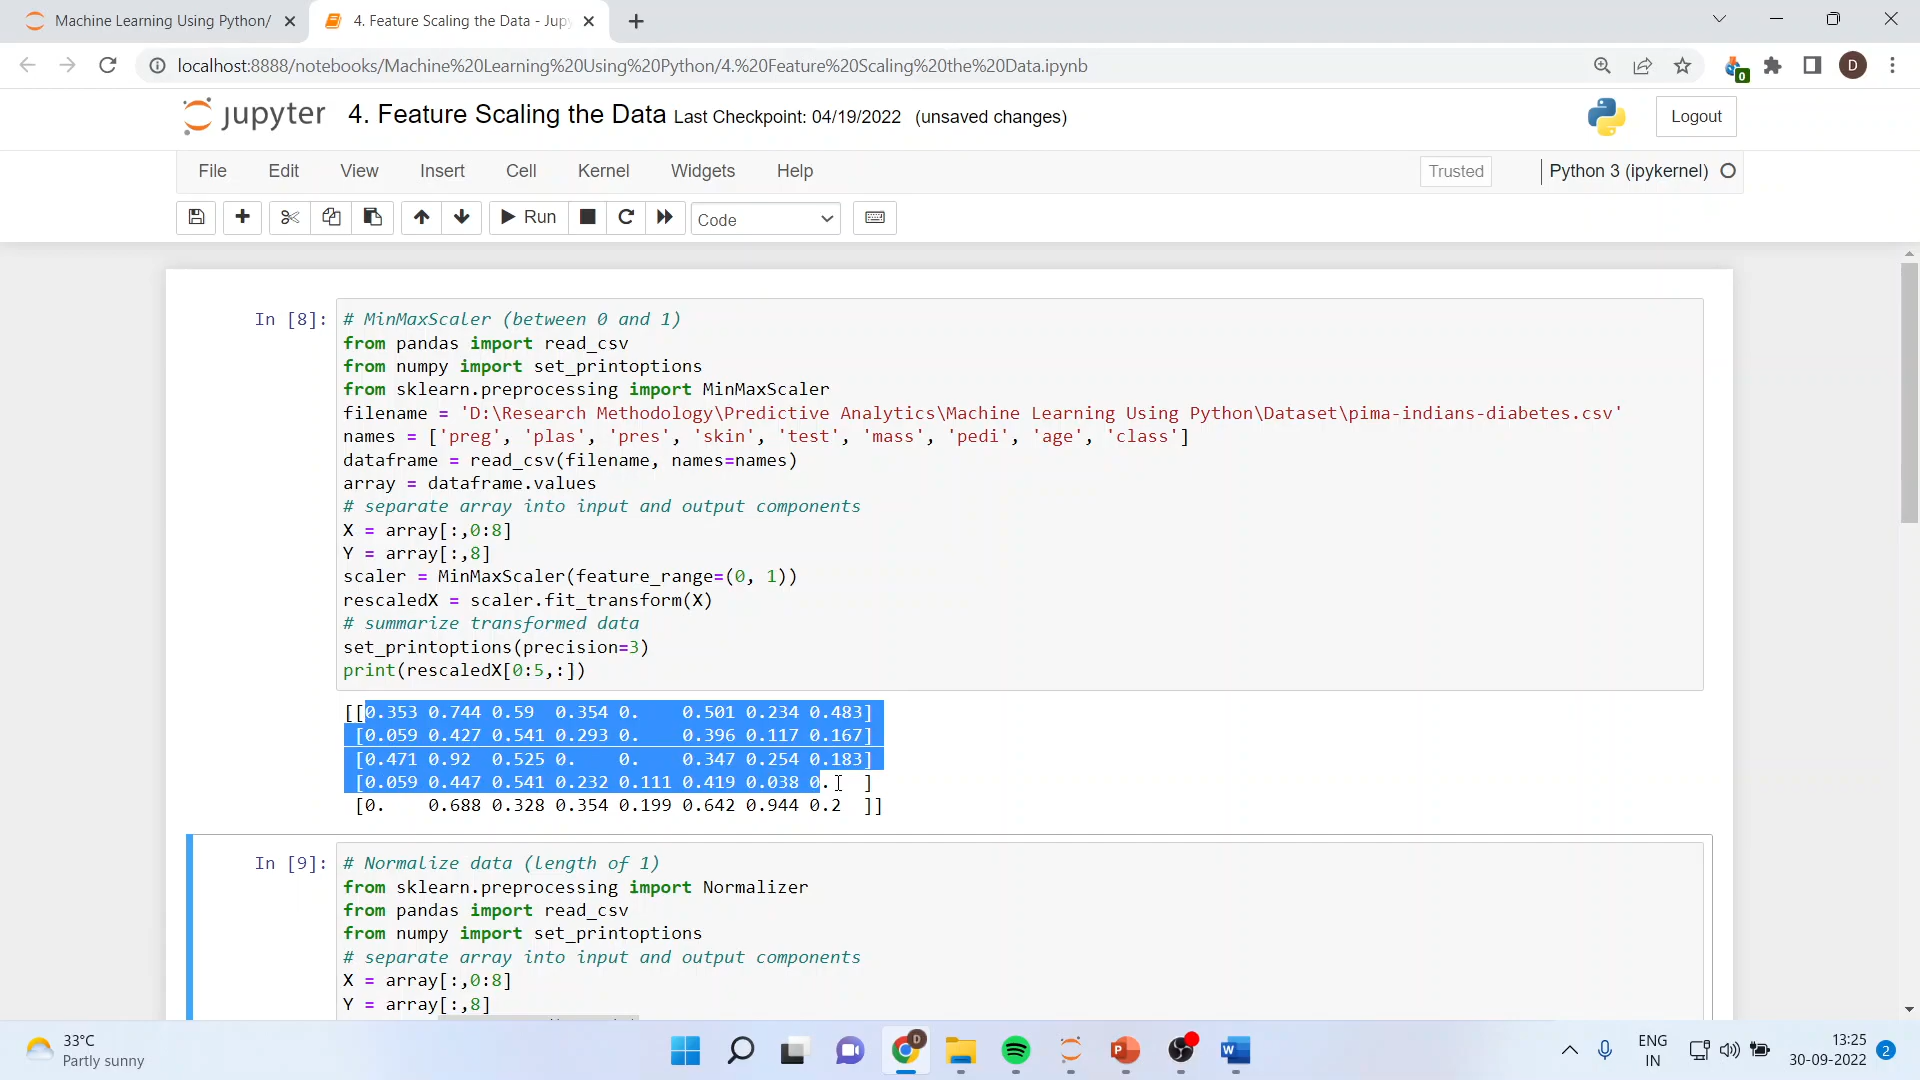 Machine Learning Using Python/
4. Feature Scaling the Data - Jup
localhost:8888/notebooks/Machine%20Learning%20Using%20Python/4.%20Feature%20Scaling%20the%20Data.ipynb
0
D
jupyter 4. Feature Scaling the Data Last Checkpoint: 04/19/2022 (unsaved changes)
Logout
File Edit View Insert Cell Kernel Widgets Help
Trusted
Python 3 (ipykernel)
Run
Code
In [8]:
# MinMaxScaler (between 0 and 1)
from pandas import read_csv
from numpy import set_printoptions
from sklearn.preprocessing import MinMaxScaler
filename = 'D:\Research Methodology\Predictive Analytics\Machine Learning Using Python\Dataset\pima-indians-diabetes.csv'
names = ['preg', 'plas', 'pres', 'skin', 'test', 'mass', 'pedi', 'age', 'class']
dataframe = read_csv(filename, names=names)
array = dataframe.values
# separate array into input and output components
X = array[:,0:8]
Y = array[:,8]
scaler = MinMaxScaler(feature_range=(0, 1))
rescaledX = scaler.fit_transform(X)
# summarize transformed data
set_printoptions(precision=3)
print(rescaledX[0:5,:])
[[0.353 0.744 0.59  0.354 0.    0.501 0.234 0.483]
[0.059 0.427 0.541 0.293 0.    0.396 0.117 0.167]
[0.471 0.92  0.525 0.    0.    0.347 0.254 0.183]
[0.059 0.447 0.541 0.232 0.111 0.419 0.038 0.   ]
[0.    0.688 0.328 0.354 0.199 0.642 0.944 0.2  ]]
In [9]:
# Normalize data (length of 1)
from sklearn.preprocessing import Normalizer
from pandas import read_csv
from numpy import set_printoptions
# separate array into input and output components
X = array[:,0:8]
Y = array[:,8]
33°C
Partly sunny
D
P
W
ENG
IN
13:25
30-09-2022
2